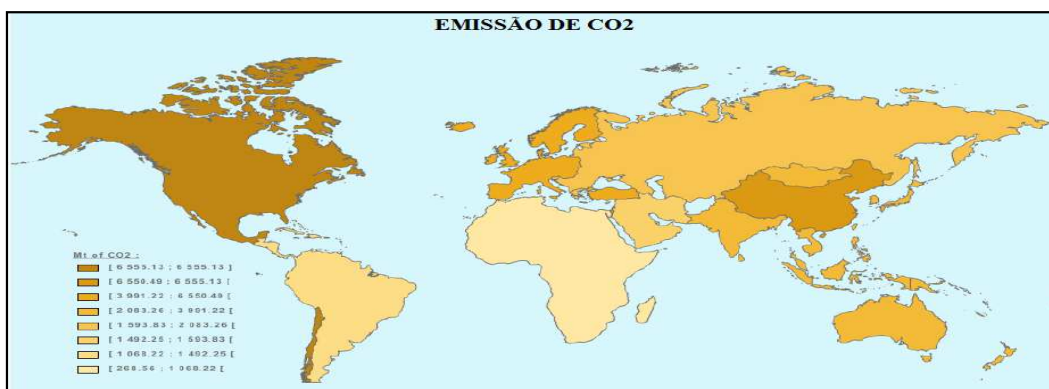 EMISSÃO DE CO2
Mt of CO2 :
[ 6 555.13 ; 6 555.13 ]
[ 6 550.49 ; 6 555.13 [
[ 3 991.22 ; 6 550.49 [
[ 2 083.26 ; 3 991.22 [
[ 1 593.83 ; 2 083.26 [
[ 1 492.25 ; 1 593.83 [
[ 1 068.22 ; 1 492.25 [
[ 268.56 ; 1 068.22 [